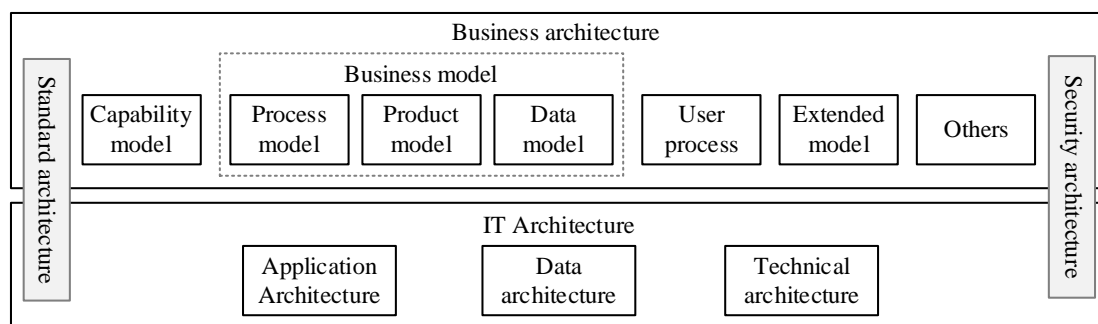 Business architecture
Standard architecture
Business model
Capability
model
Process
model
Product
model
Data
model
User
process
Extended
model
Others
Security architecture
IT Architecture
Application
Architecture
Data
architecture
Technical
architecture